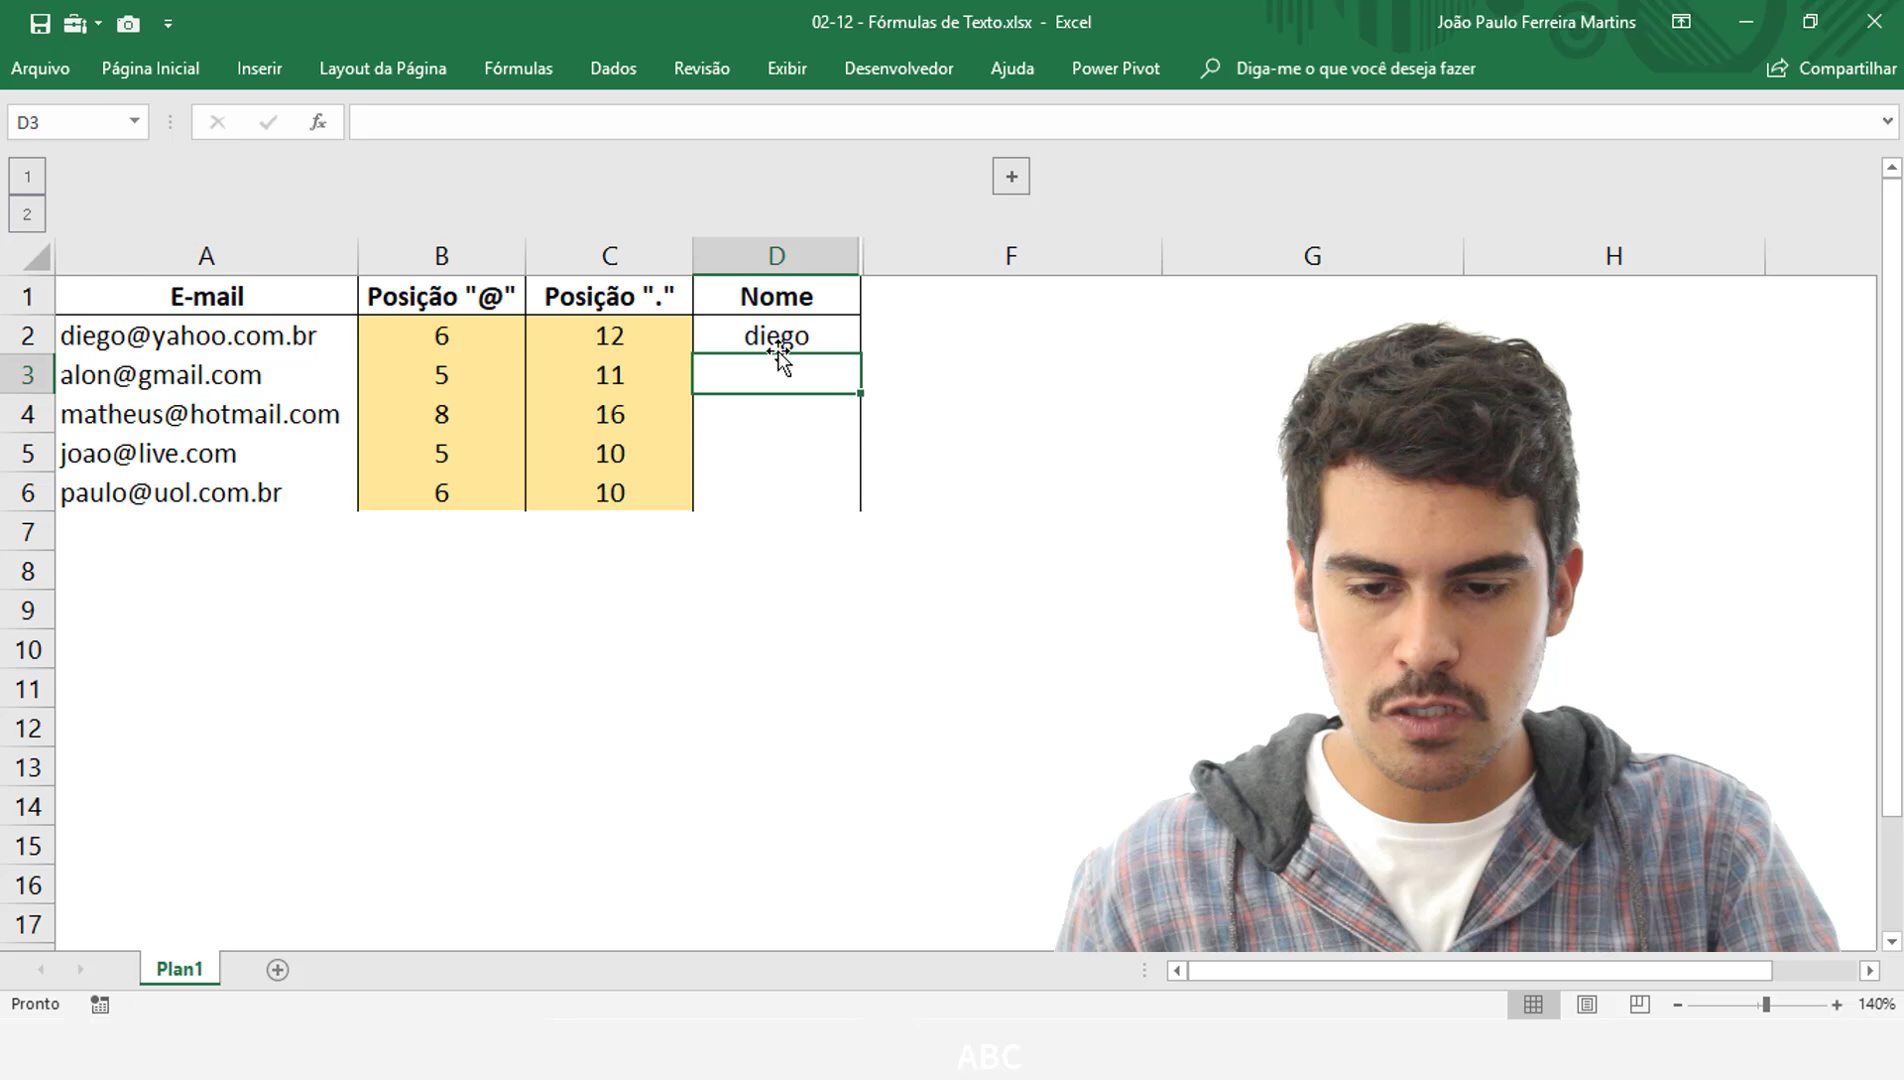 02-12 - Fórmulas de Texto.xlsx - Excel
João Paulo Ferreira Martins
Arquivo Página Inicial Inserir Layout da Página Fórmulas Dados Revisão Exibir Desenvolvedor Ajuda Power Pivot Diga-me o que você deseja fazer Compartilhar
D3 fx
1 +
2
A B C D F G H
1 E-mail Posição "@" Posição "." Nome
2 diego@yahoo.com.br 6 12 diego
3 alon@gmail.com 5 11
4 matheus@hotmail.com 8 16
5 joao@live.com 5 10
6 paulo@uol.com.br 6 10
7
8
9
10
11
12
13
14
15
16
17
Plan1
Pronto 140%
ABC